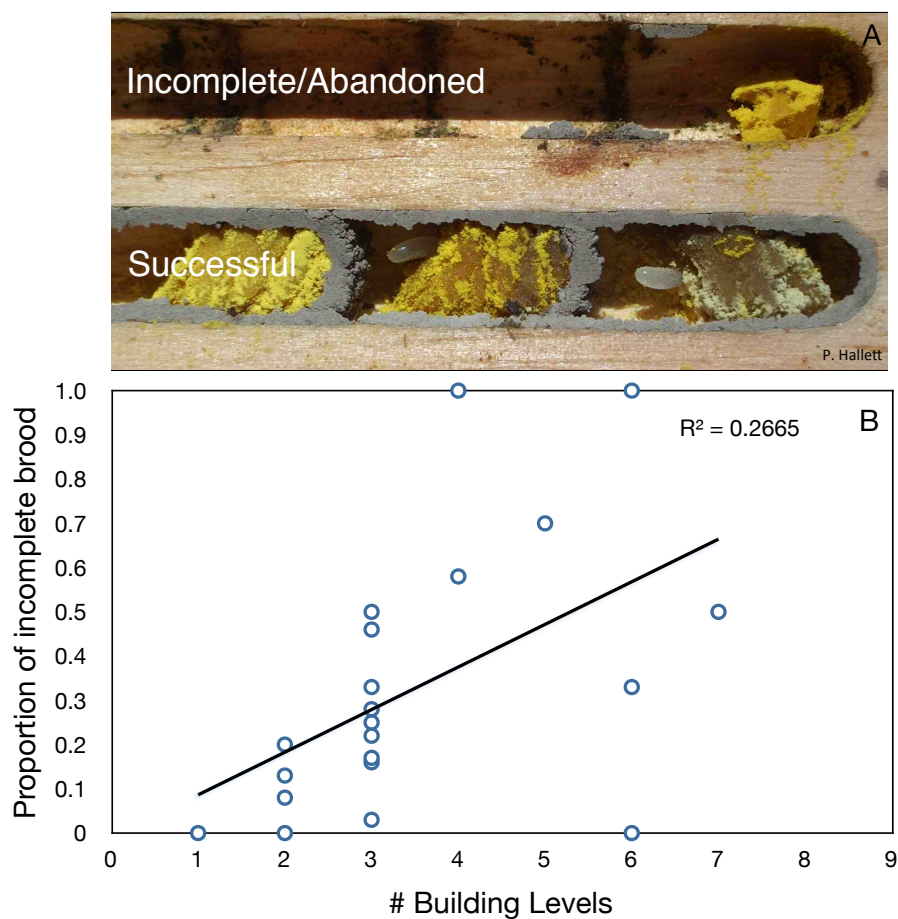 A
Incomplete/Abandoned
Successful
P. Hallett
B
R² = 0.2665
Proportion of incomplete brood
1.0
0.9
0.8
0.7
0.6
0.5
0.4
0.3
0.2
0.1
0
0 1 2 3 4 5 6 7 8 9
# Building Levels